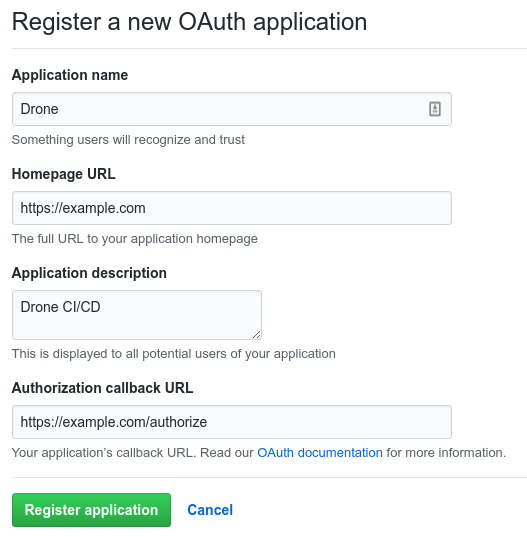 Register a new OAuth application
Application name
Drone
Something users will recognize and trust
Homepage URL
https://example.com
The full URL to your application homepage
Application description
Drone CI/CD
This is displayed to all potential users of your application
Authorization callback URL
https://example.com/authorize
Your application’s callback URL. Read our OAuth documentation for more information.
Register application Cancel